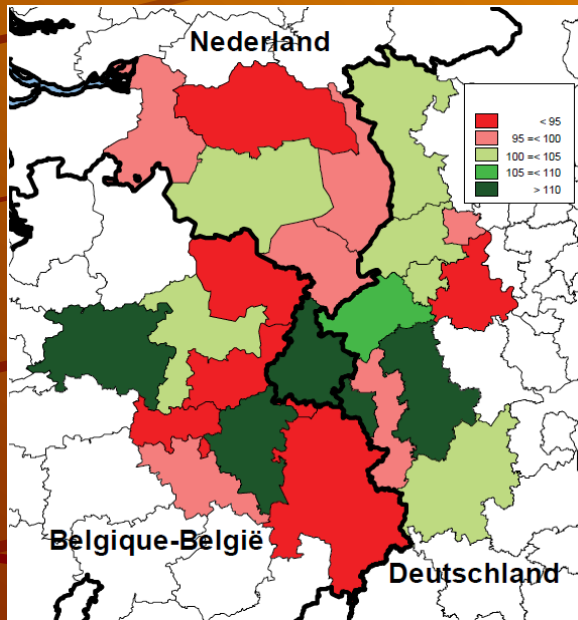 Nederland
< 95
95 =< 100
100 =< 105
105 =< 110
> 110
Belgique-België
Deutschland